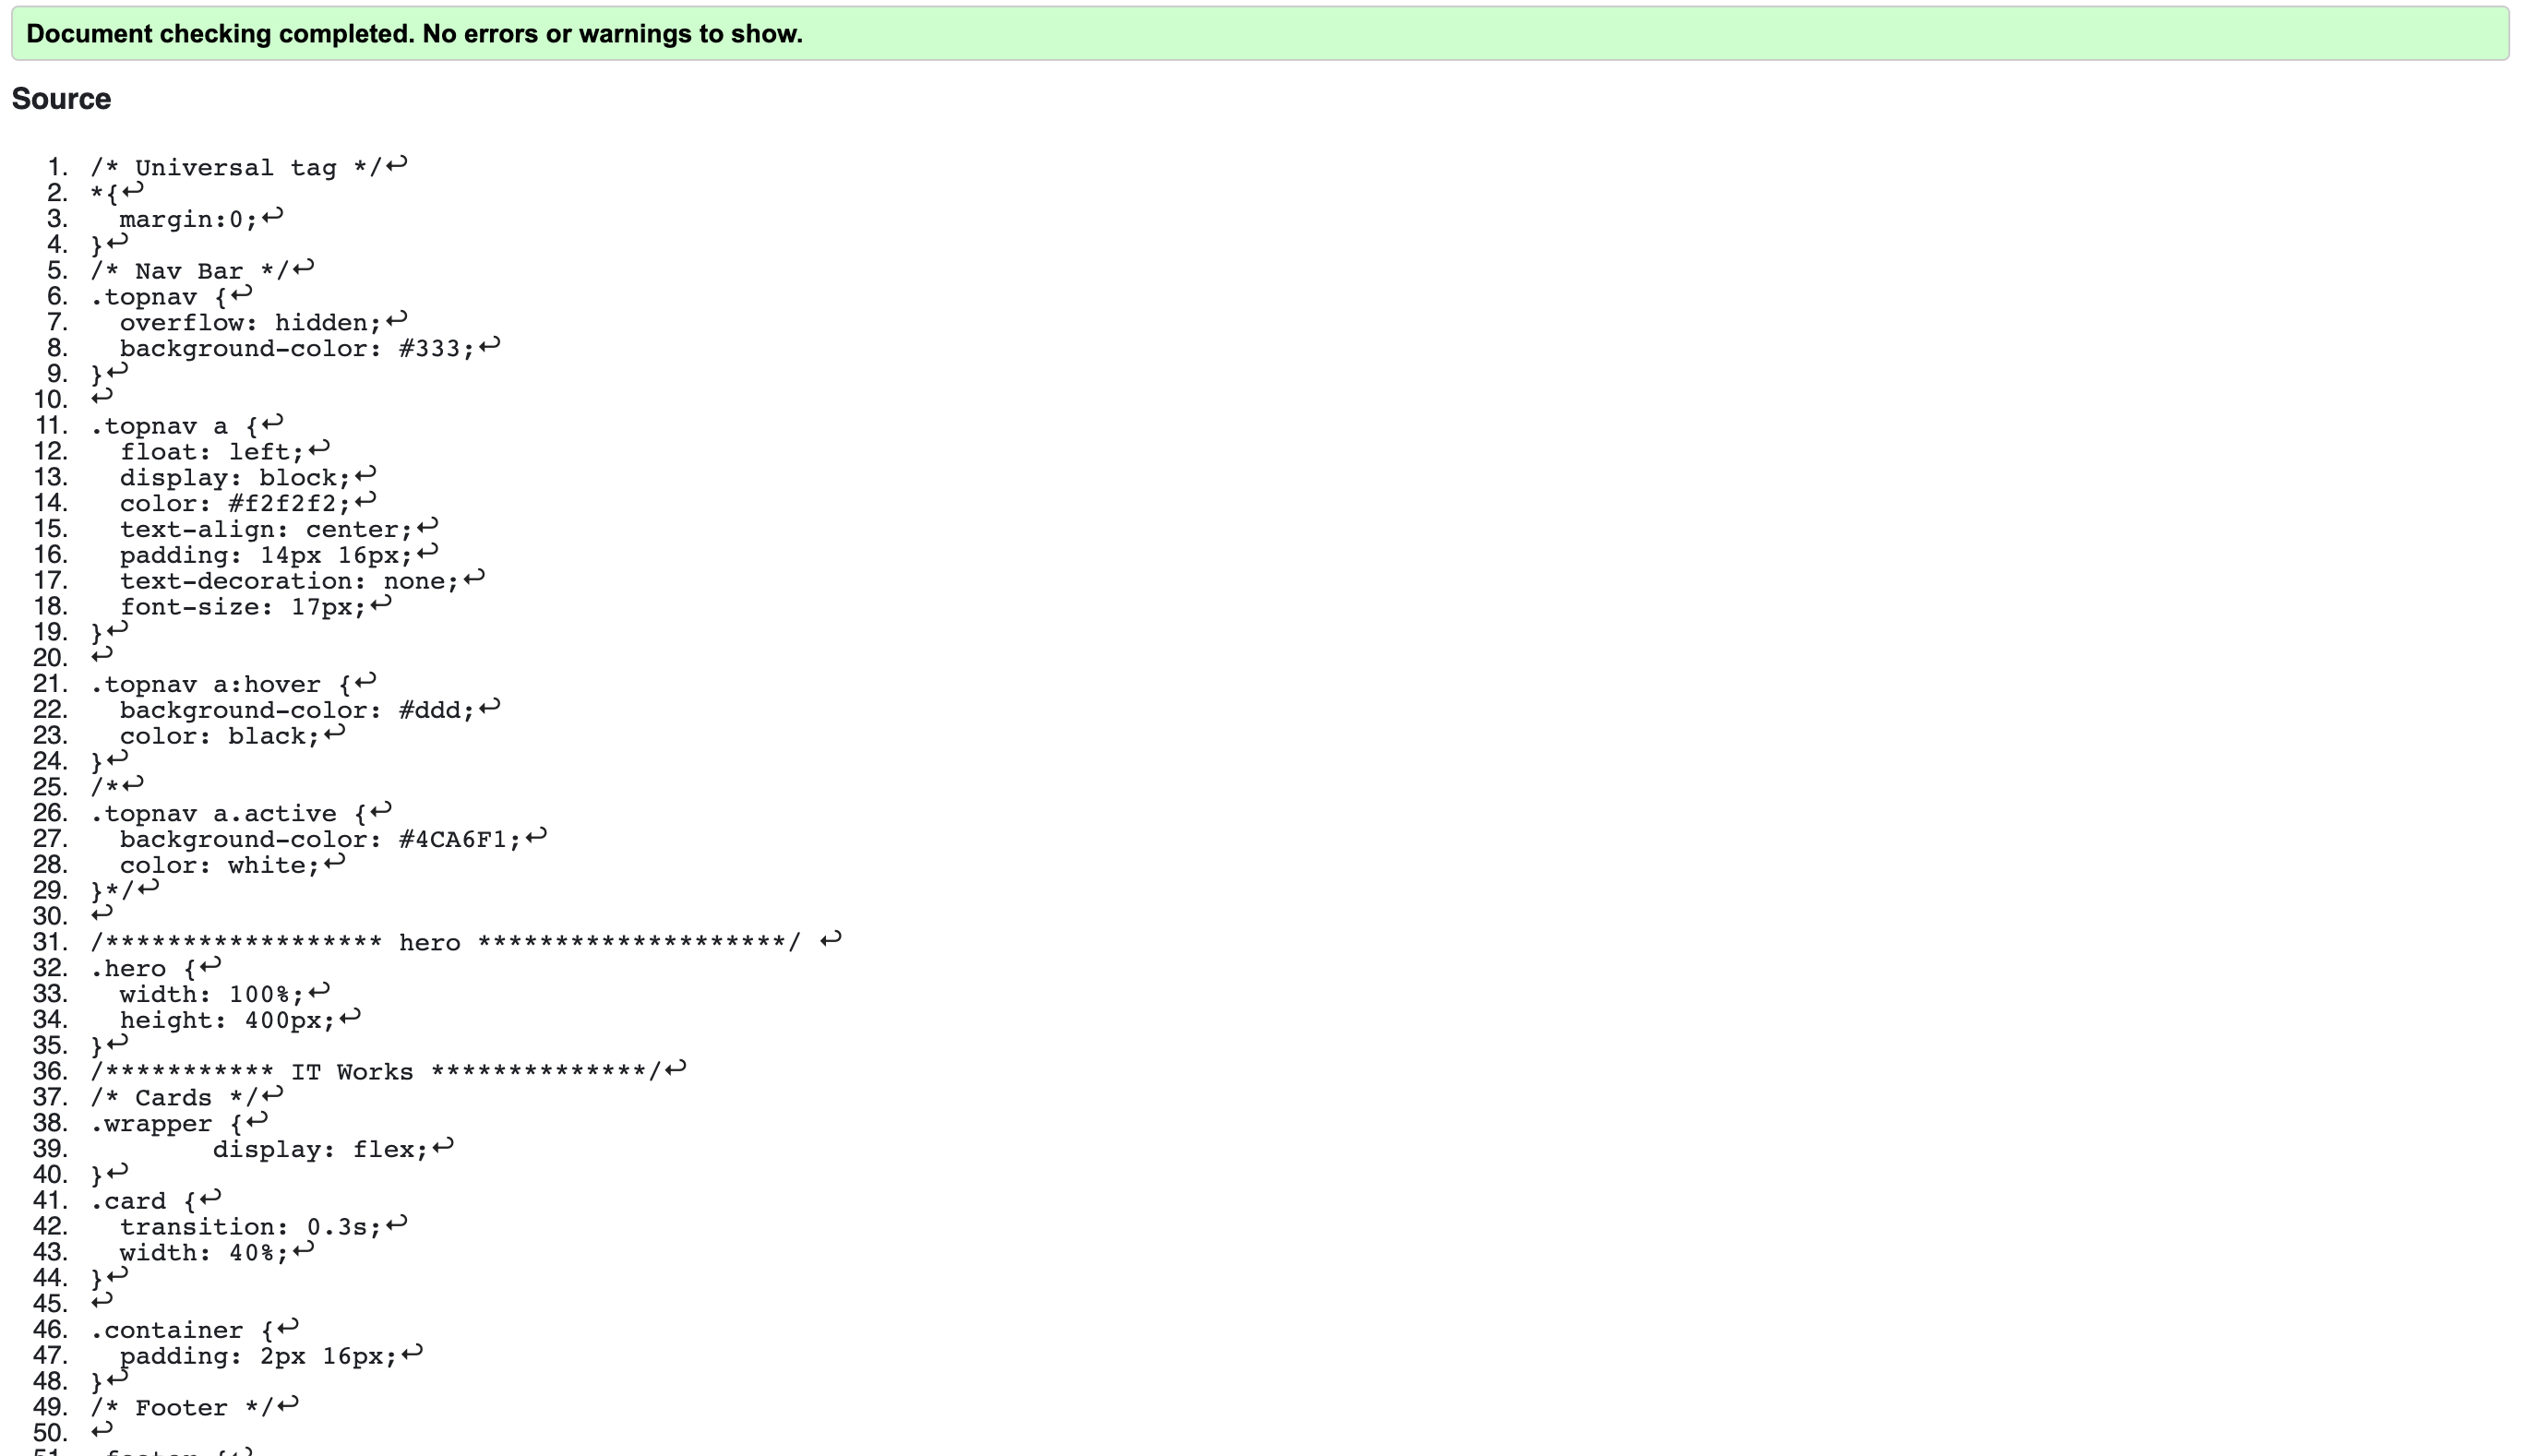 Document checking completed. No errors or warnings to show.
Source
1. /* Universal tag */↩
2. *{↩
3.   margin:0;↩
4. }↩
5. /* Nav Bar */↩
6. .topnav {↩
7.   overflow: hidden;↩
8.   background-color: #333;↩
9. }↩
10. ↩
11. .topnav a {↩
12.   float: left;↩
13.   display: block;↩
14.   color: #f2f2f2;↩
15.   text-align: center;↩
16.   padding: 14px 16px;↩
17.   text-decoration: none;↩
18.   font-size: 17px;↩
19. }↩
20. ↩
21. .topnav a:hover {↩
22.   background-color: #ddd;↩
23.   color: black;↩
24. }↩
25. /*↩
26. .topnav a.active {↩
27.   background-color: #4CA6F1;↩
28.   color: white;↩
29. }*/↩
30. ↩
31. /****************** hero ********************/ ↩
32. .hero {↩
33.   width: 100%;↩
34.   height: 400px;↩
35. }↩
36. /*********** IT Works **************/↩
37. /* Cards */↩
38. .wrapper {↩
39.         display: flex;↩
40. }↩
41. .card {↩
42.   transition: 0.3s;↩
43.   width: 40%;↩
44. }↩
45. ↩
46. .container {↩
47.   padding: 2px 16px;↩
48. }↩
49. /* Footer */↩
50. ↩